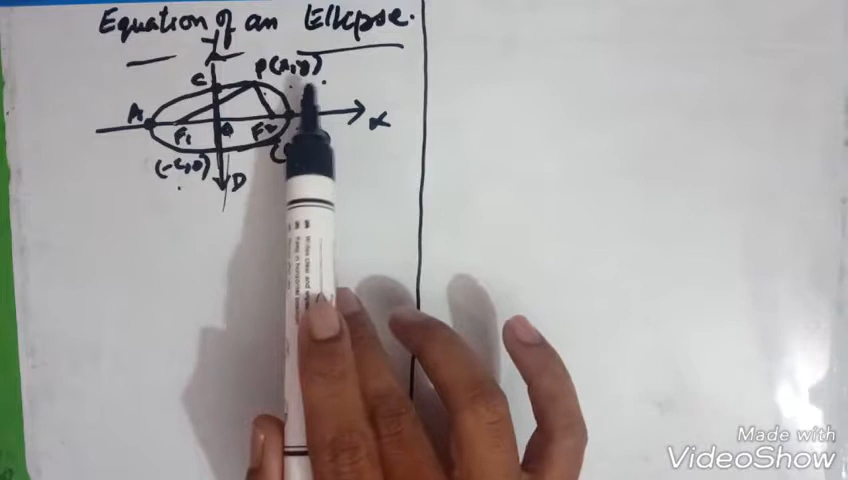 Equation of an Ellipse.
Y
C P(x,y)
A
F1 O F2 X
(-c,0)
D
Made with
VideoShow